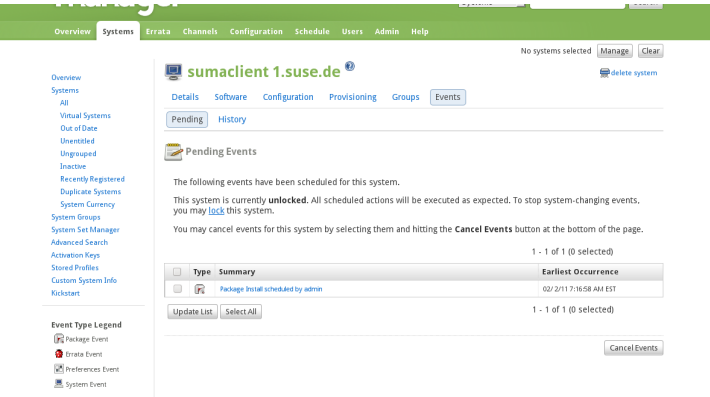 manager
Systems
Search
Overview Systems Errata Channels Configuration Schedule Users Admin Help
No systems selected Manage Clear
sumaclient 1.suse.de ?
delete system
Details Software Configuration Provisioning Groups Events
Pending History
Overview
Systems
All
Virtual Systems
Out of Date
Unentitled
Ungrouped
Inactive
Recently Registered
Duplicate Systems
System Currency
System Groups
System Set Manager
Advanced Search
Activation Keys
Stored Profiles
Custom System Info
Kickstart
Event Type Legend
Package Event
Errata Event
Preferences Event
System Event
Pending Events
The following events have been scheduled for this system.
This system is currently unlocked. All scheduled actions will be executed as expected. To stop system-changing events,
you may lock this system.
You may cancel events for this system by selecting them and hitting the Cancel Events button at the bottom of the page.
1 - 1 of 1 (0 selected)
Type Summary Earliest Occurrence
Package Install scheduled by admin 02/ 2/11 7:16:58 AM EST
Update List Select All 1 - 1 of 1 (0 selected)
Cancel Events